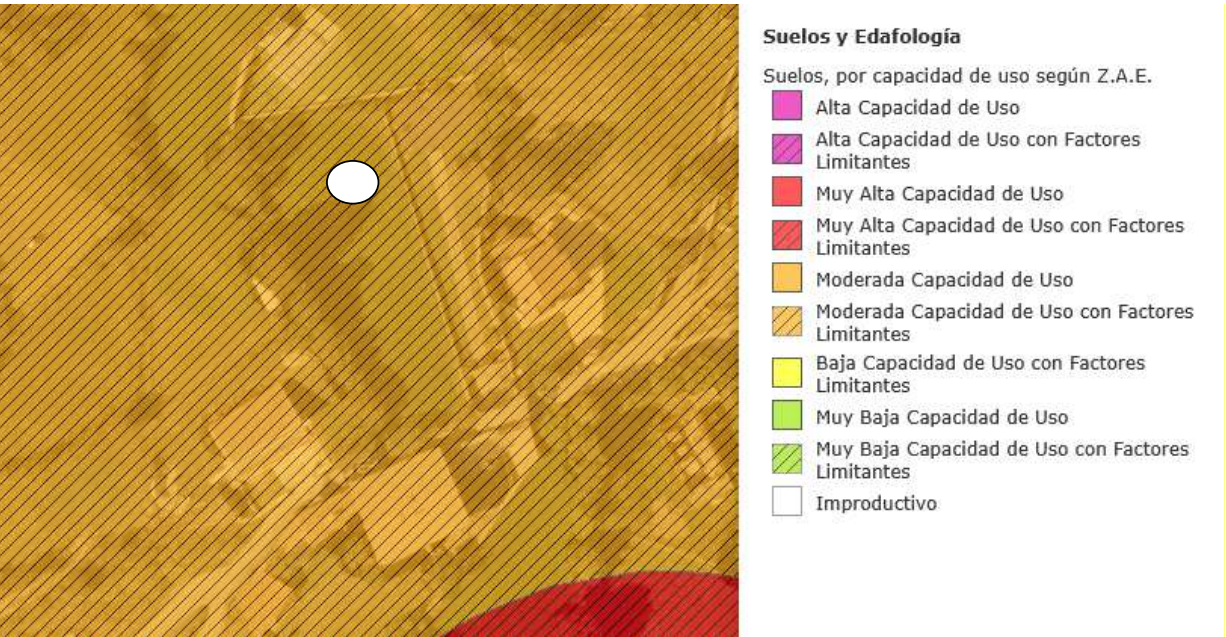 Suelos y Edafología
Suelos, por capacidad de uso según Z.A.E.
Alta Capacidad de Uso
Alta Capacidad de Uso con Factores
Limitantes
Muy Alta Capacidad de Uso
Muy Alta Capacidad de Uso con Factores
Limitantes
Moderada Capacidad de Uso
Moderada Capacidad de Uso con Factores
Limitantes
Baja Capacidad de Uso con Factores
Limitantes
Muy Baja Capacidad de Uso
Muy Baja Capacidad de Uso con Factores
Limitantes
Improductivo